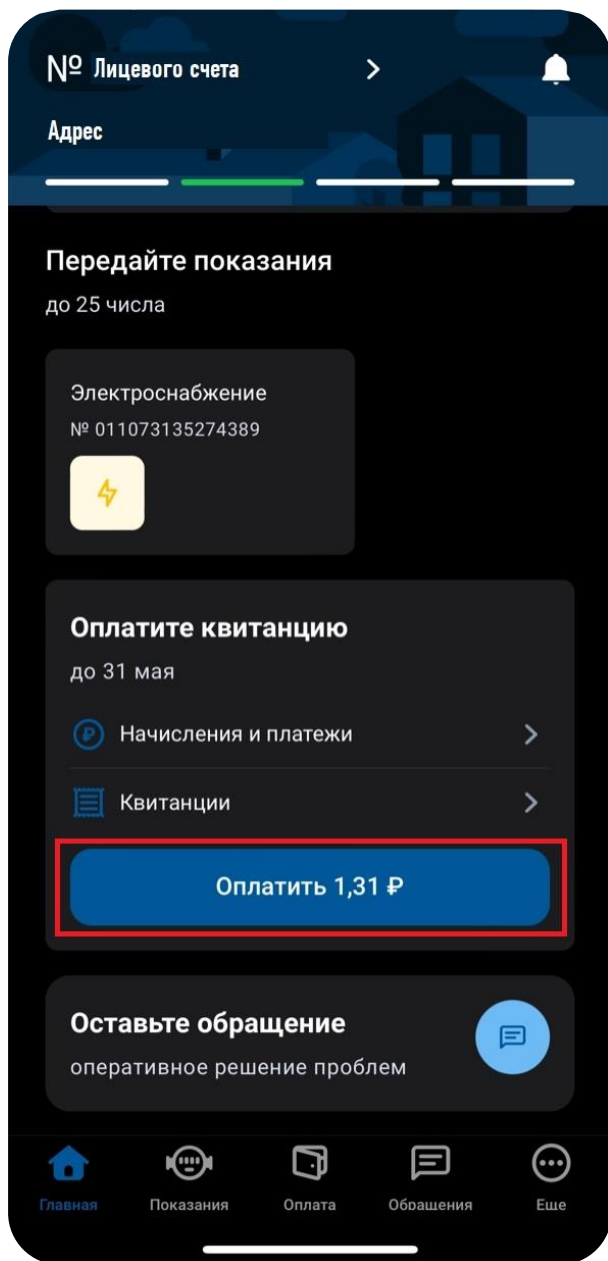 № Лицевого счета
Адрес
Передайте показания
до 25 числа
Электроснабжение
№ 011073135274389
Оплатите квитанцию
до 31 мая
Начисления и платежи
Квитанции
Оплатить 1,31 ₽
Оставьте обращение
оперативное решение проблем
Главная
Показания
Оплата
Обращения
Еще